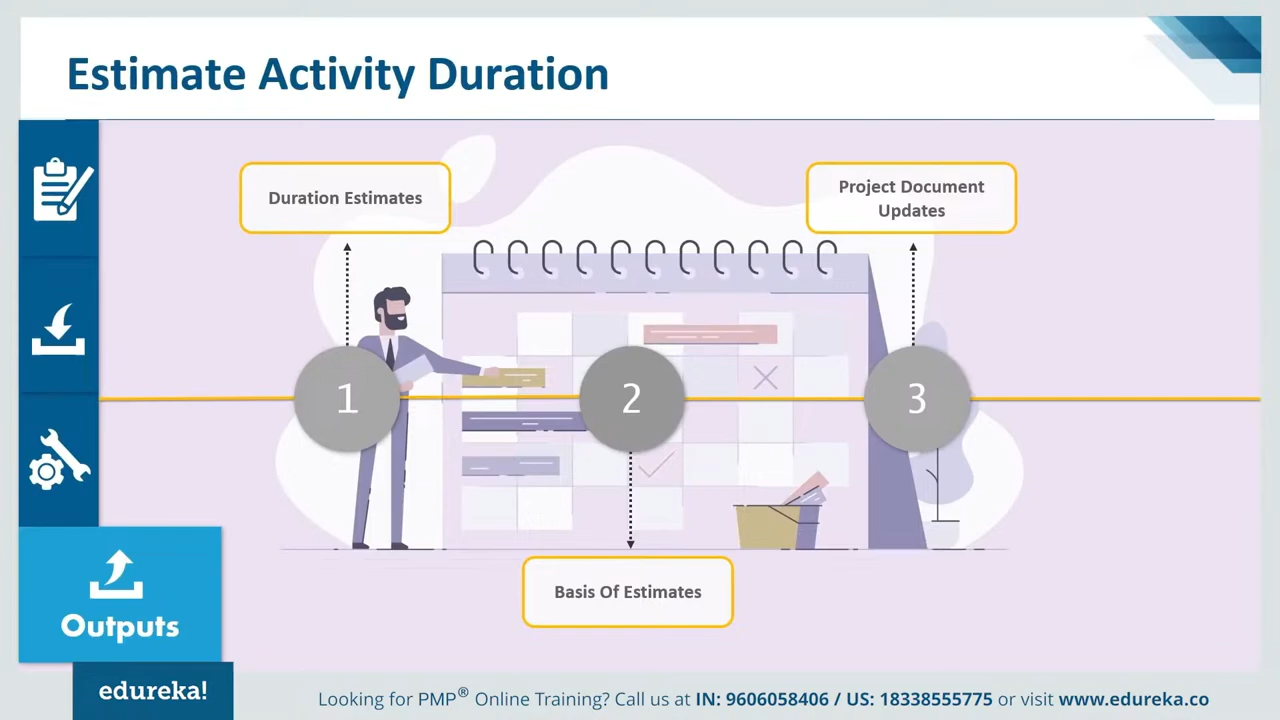 Estimate Activity Duration
Duration Estimates
Project Document
Updates
1
2
3
Basis Of Estimates
Outputs
edureka!
Looking for PMP® Online Training? Call us at IN: 9606058406 / US: 18338555775 or visit www.edureka.co